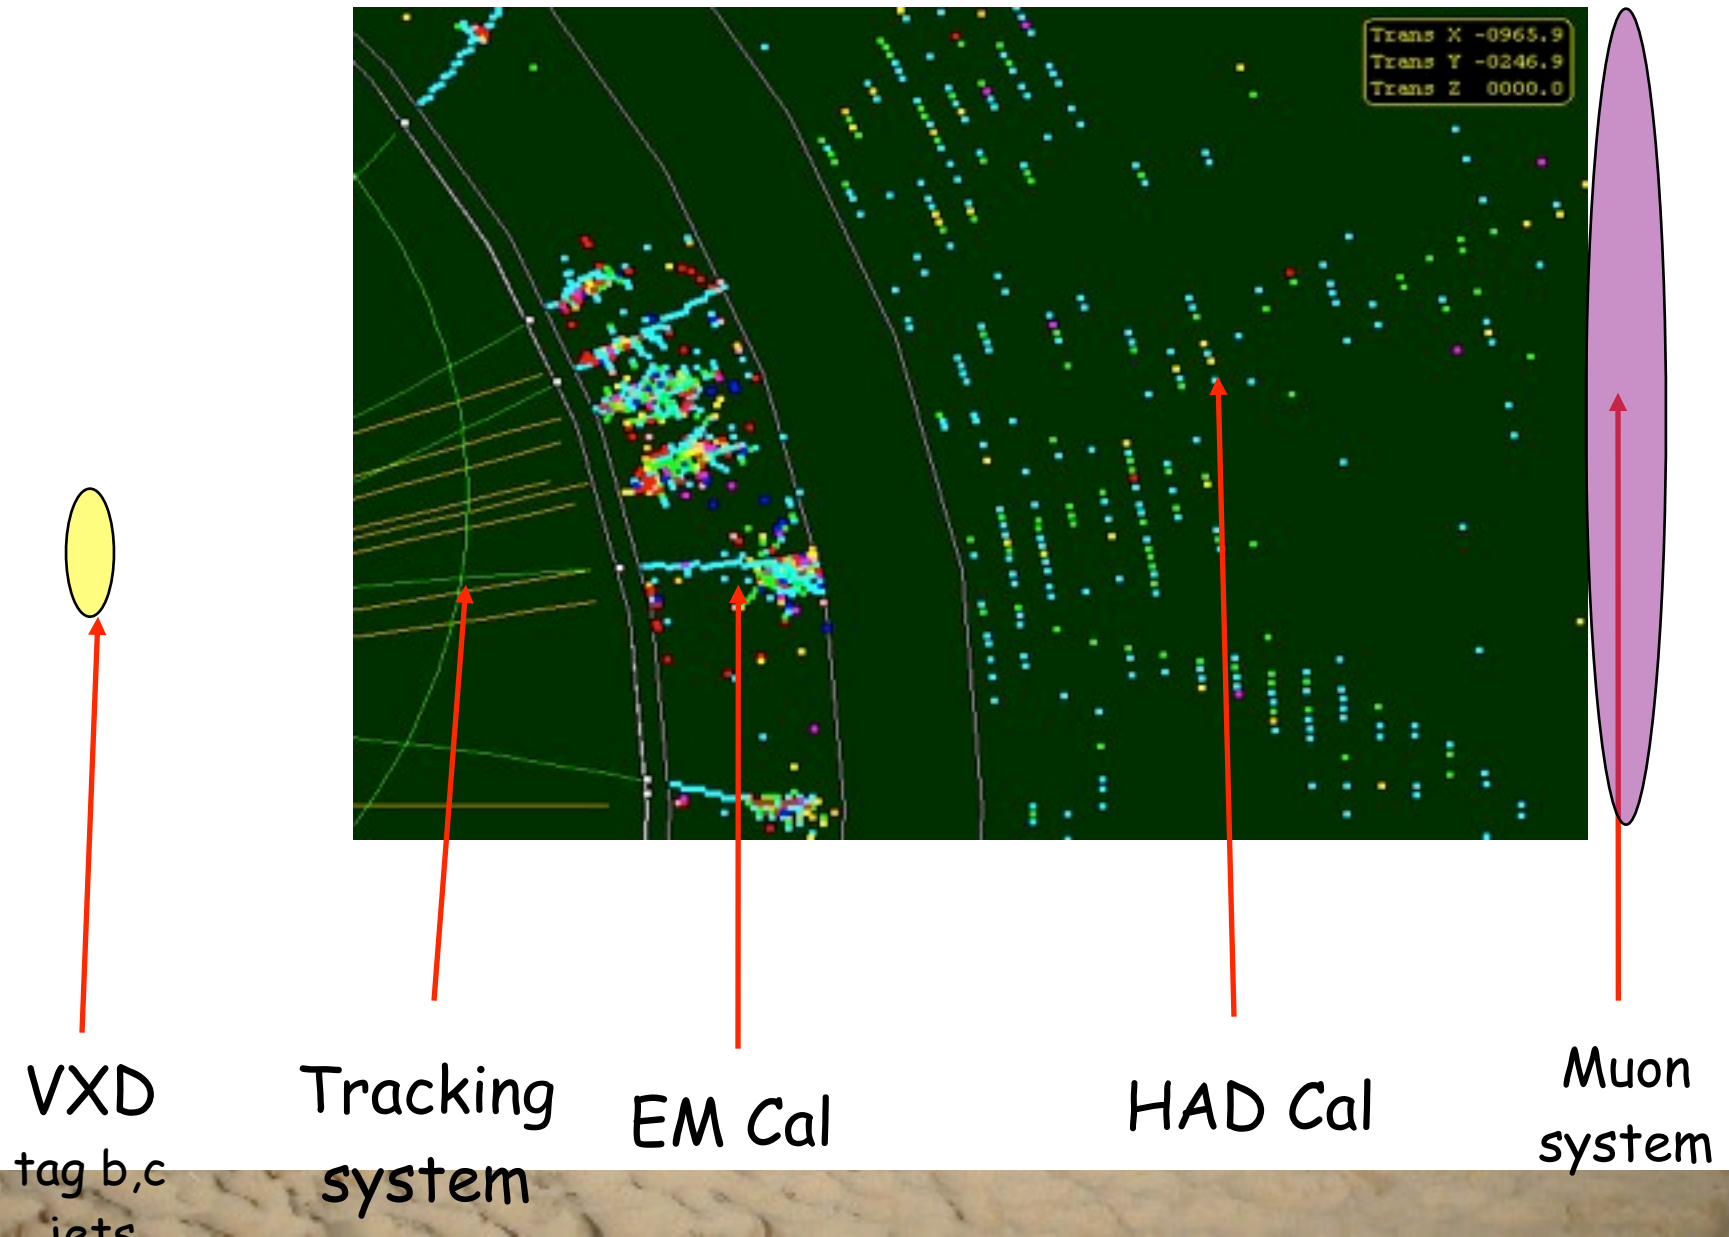 Trans X -0965.9
Trans Y -0246.9
Trans Z 0000.0
VXD
tag b,c
jets
Tracking
system
EM Cal
HAD Cal
Muon
system